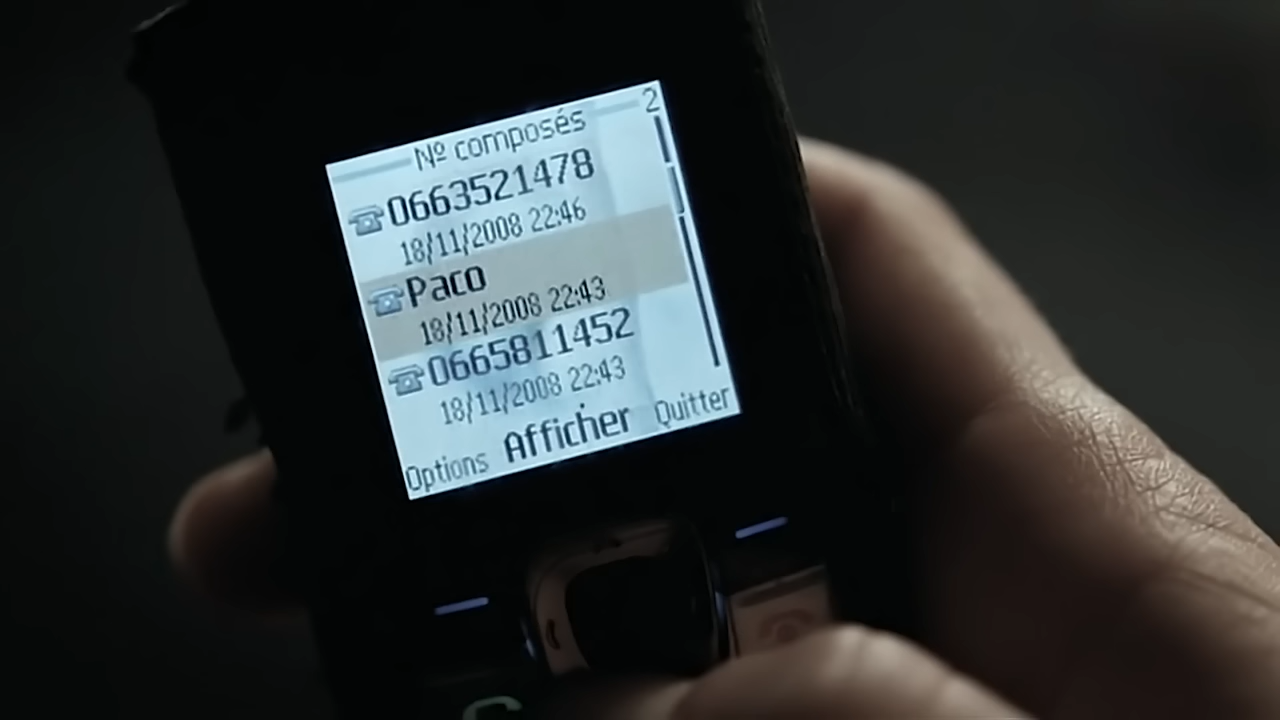 Nº composés 2
0663521478
18/11/2008 22:46
Paco
18/11/2008 22:43
0665811452
18/11/2008 22:43
Options Afficher Quitter